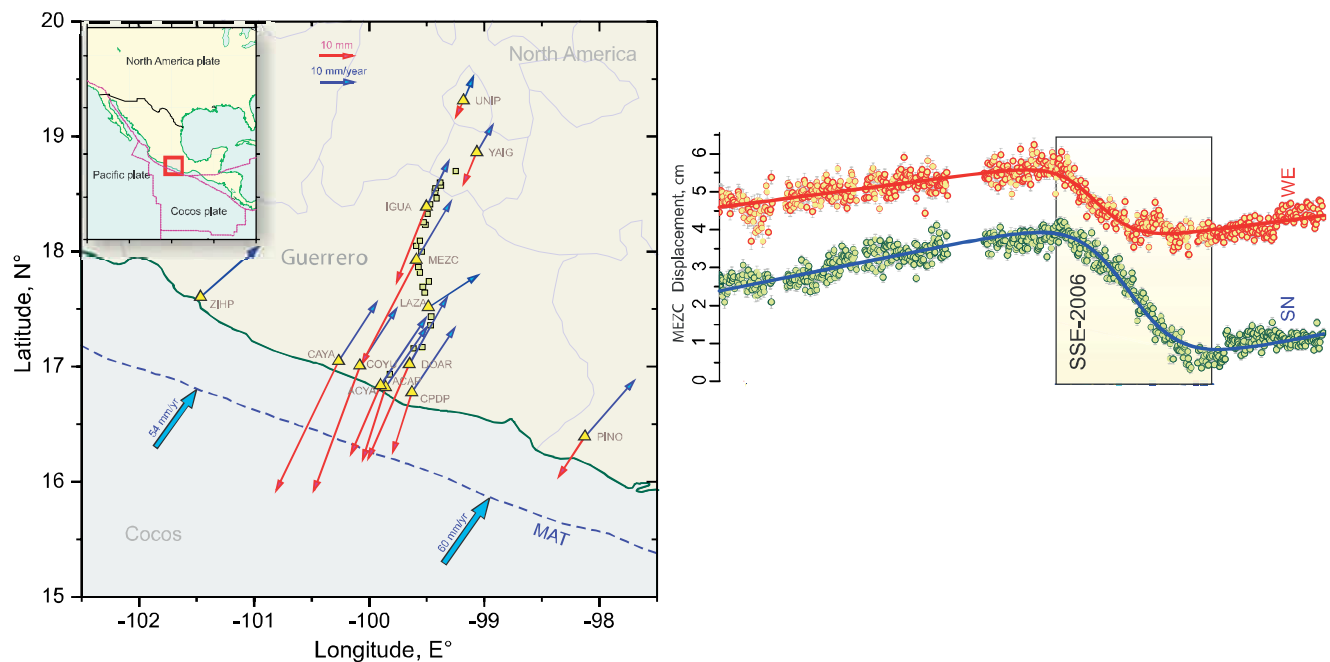 20
19
18
17
16
15
Latitude, N°
-102
-101
-100
-99
-98
Longitude, E°
North America plate
Pacific plate
Cocos plate
10 mm
10 mm/year
North America
UNIP
YAIG
IGUA
MEZC
Guerrero
LAZA
ZIHP
CAYA
COYU
DOAR
ACYA
ACAP
CPDP
PINO
54 mm/yr
60 mm/yr
MAT
Cocos
MEZC Displacement, cm
6
5
4
3
2
1
0
SSE-2006
WE
SN